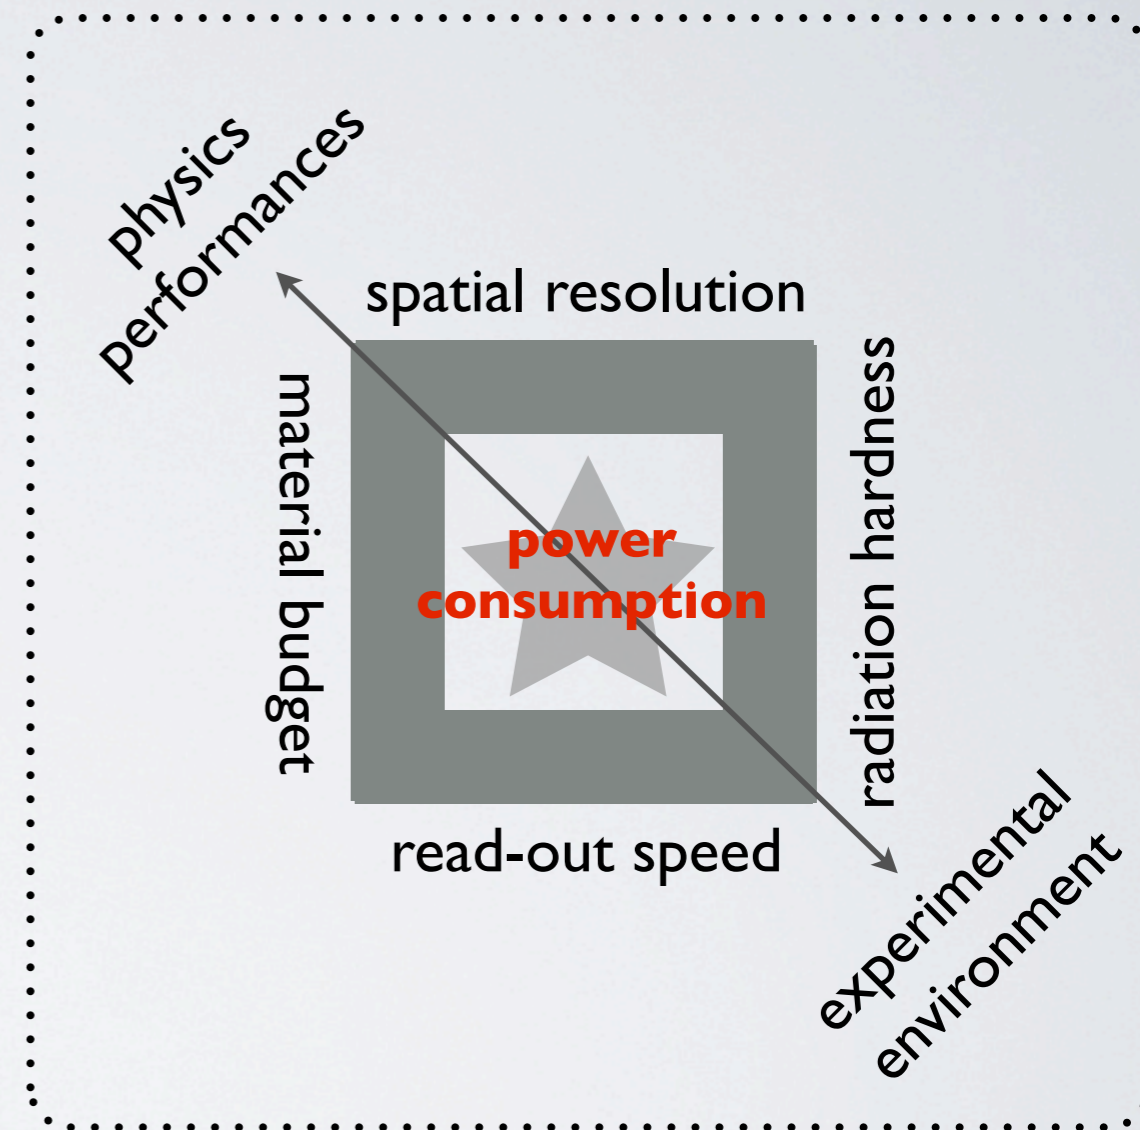 physics
performances
spatial resolution
material budget
radiation hardness
power
consumption
read-out speed
experimental
environment